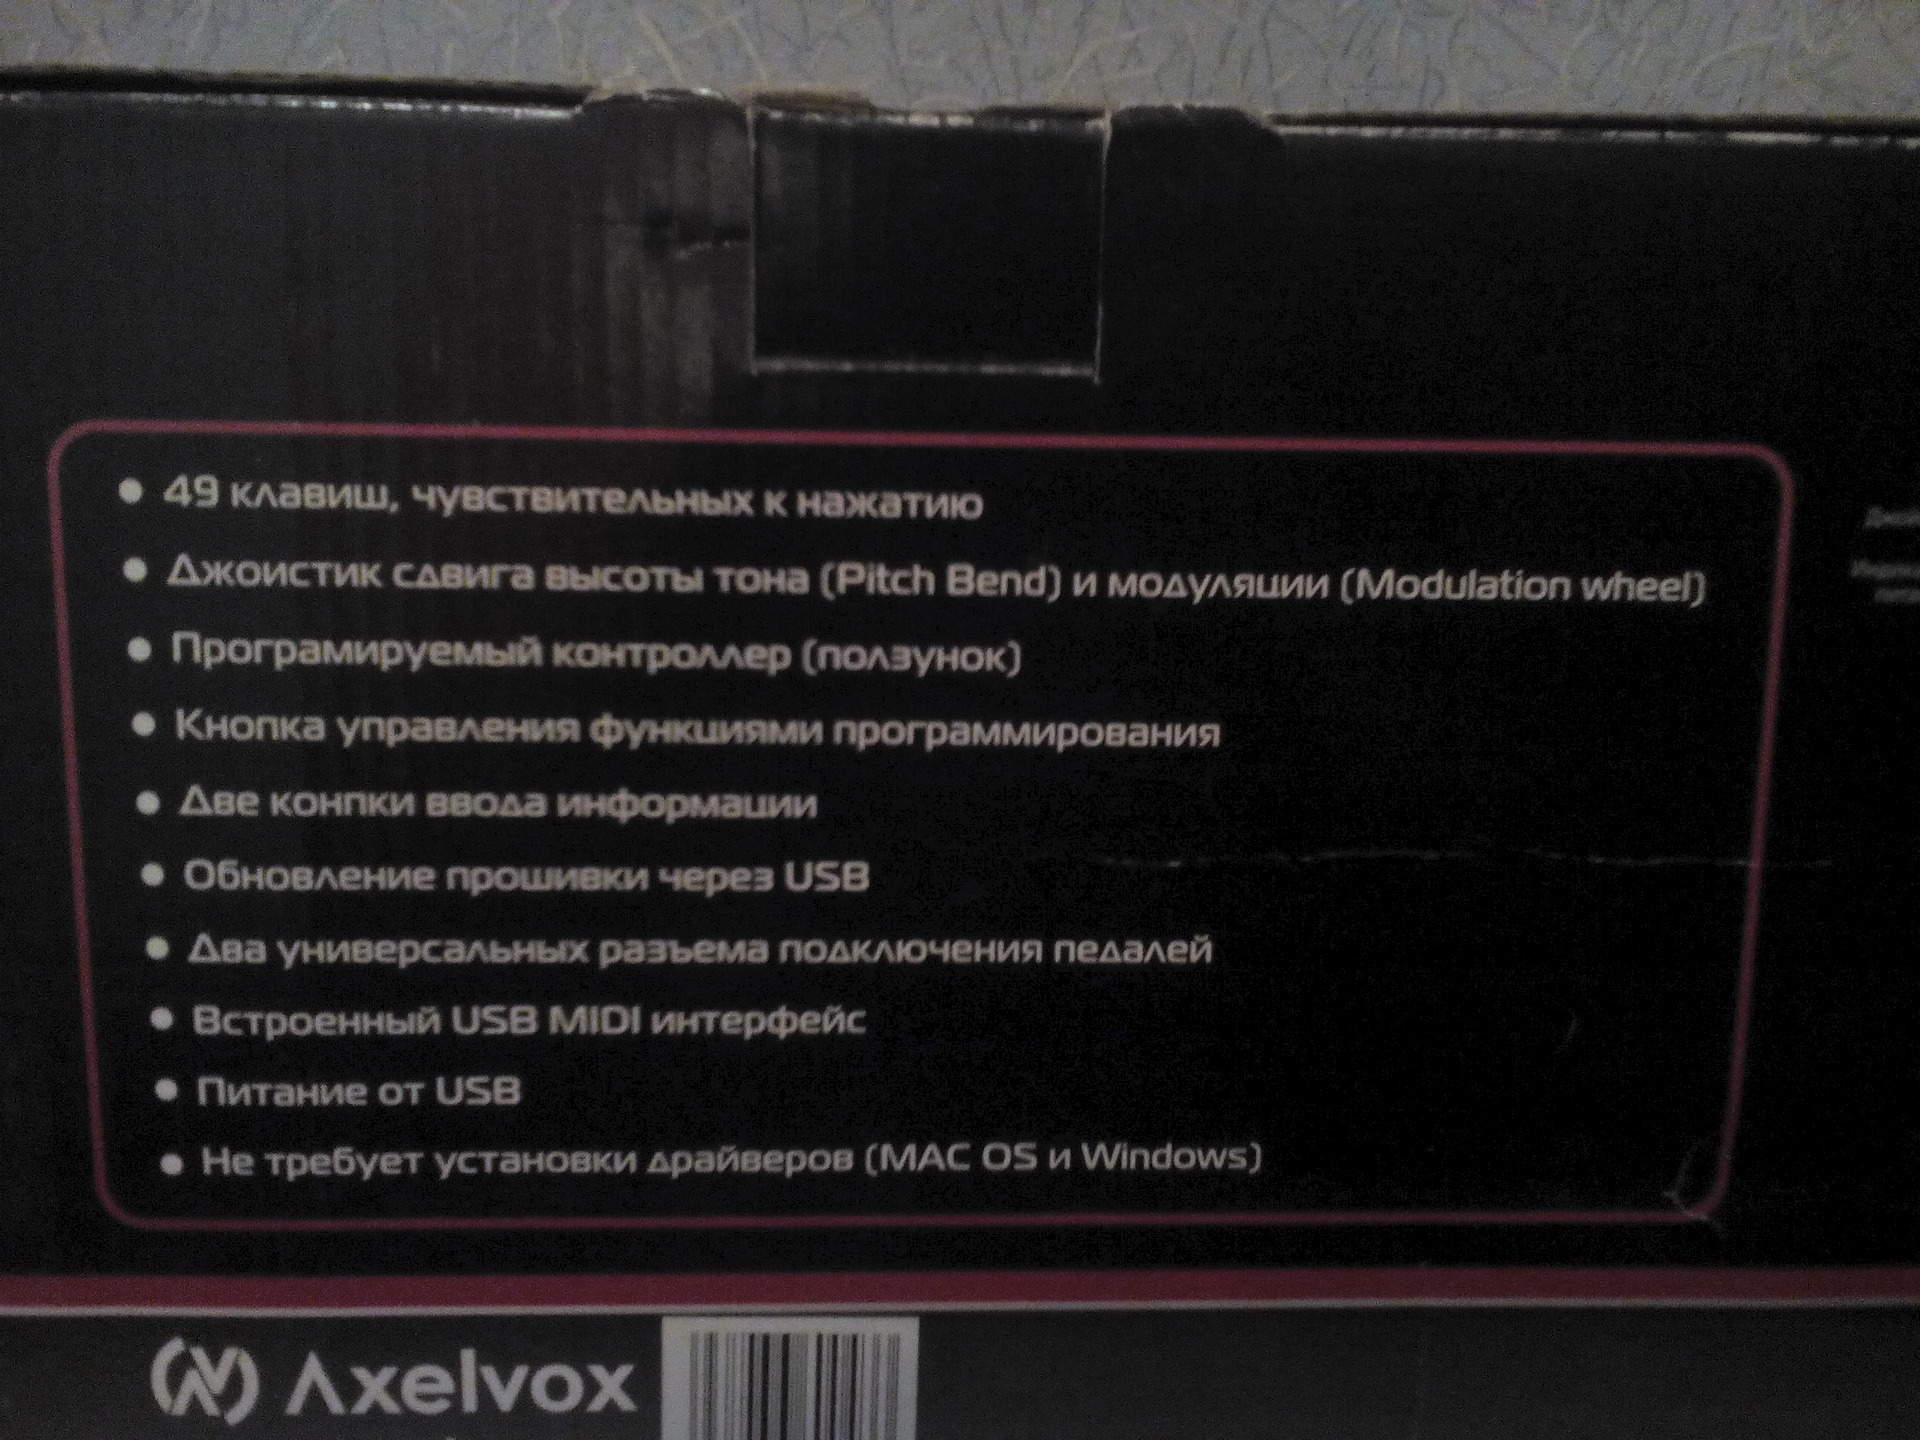 • 49 клавиш, чувствительных к нажатию
• Джоистик сдвига высоты тона (Pitch Bend) и модуляции (Modulation wheel)
• Програмируемый контроллер (ползунок)
• Кнопка управления функциями программирования
• Две конпки ввода информации
• Обновление прошивки через USB
• Два универсальных разъема подключения педалей
• Встроенный USB MIDI интерфейс
• Питание от USB
• Не требует установки драйверов (MAC OS и Windows)
Axelvox